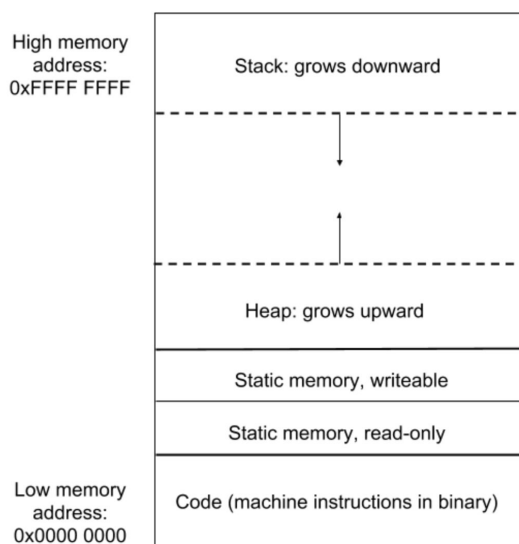 High memory
address:
0xFFFF FFFF
Stack: grows downward
Heap: grows upward
Static memory, writeable
Static memory, read-only
Code (machine instructions in binary)
Low memory
address:
0x0000 0000